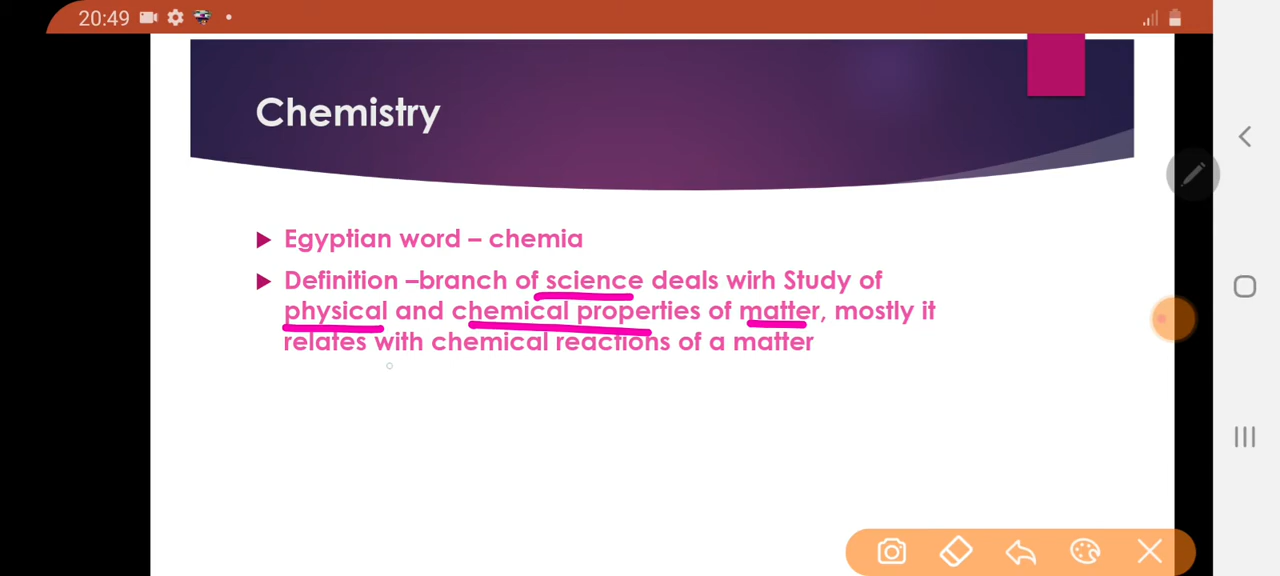 20:49
Chemistry
Egyptian word – chemia
Definition –branch of science deals wirh Study of
physical and chemical properties of matter, mostly it
relates with chemical reactions of a matter